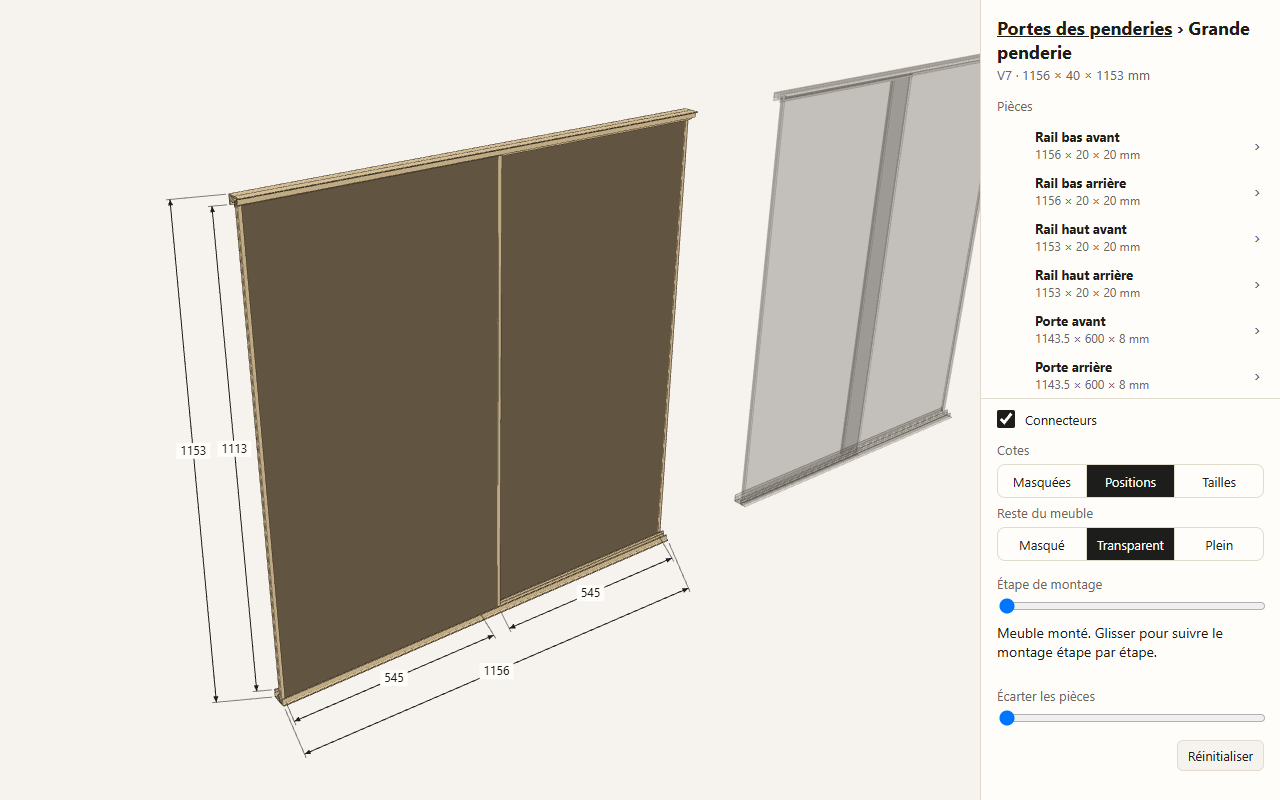 Portes des penderies › Grande
penderie
V7 · 1156 × 40 × 1153 mm
Pièces
Rail bas avant
1156 × 20 × 20 mm
Rail bas arrière
1156 × 20 × 20 mm
Rail haut avant
1153 × 20 × 20 mm
Rail haut arrière
1153 × 20 × 20 mm
Porte avant
1143.5 × 600 × 8 mm
Porte arrière
1143.5 × 600 × 8 mm
Connecteurs
Cotes
Masquées Positions Tailles
Reste du meuble
Masqué Transparent Plein
Étape de montage
Meuble monté. Glisser pour suivre le
montage étape par étape.
Écarter les pièces
Réinitialiser
1153 1113
545
1156
545